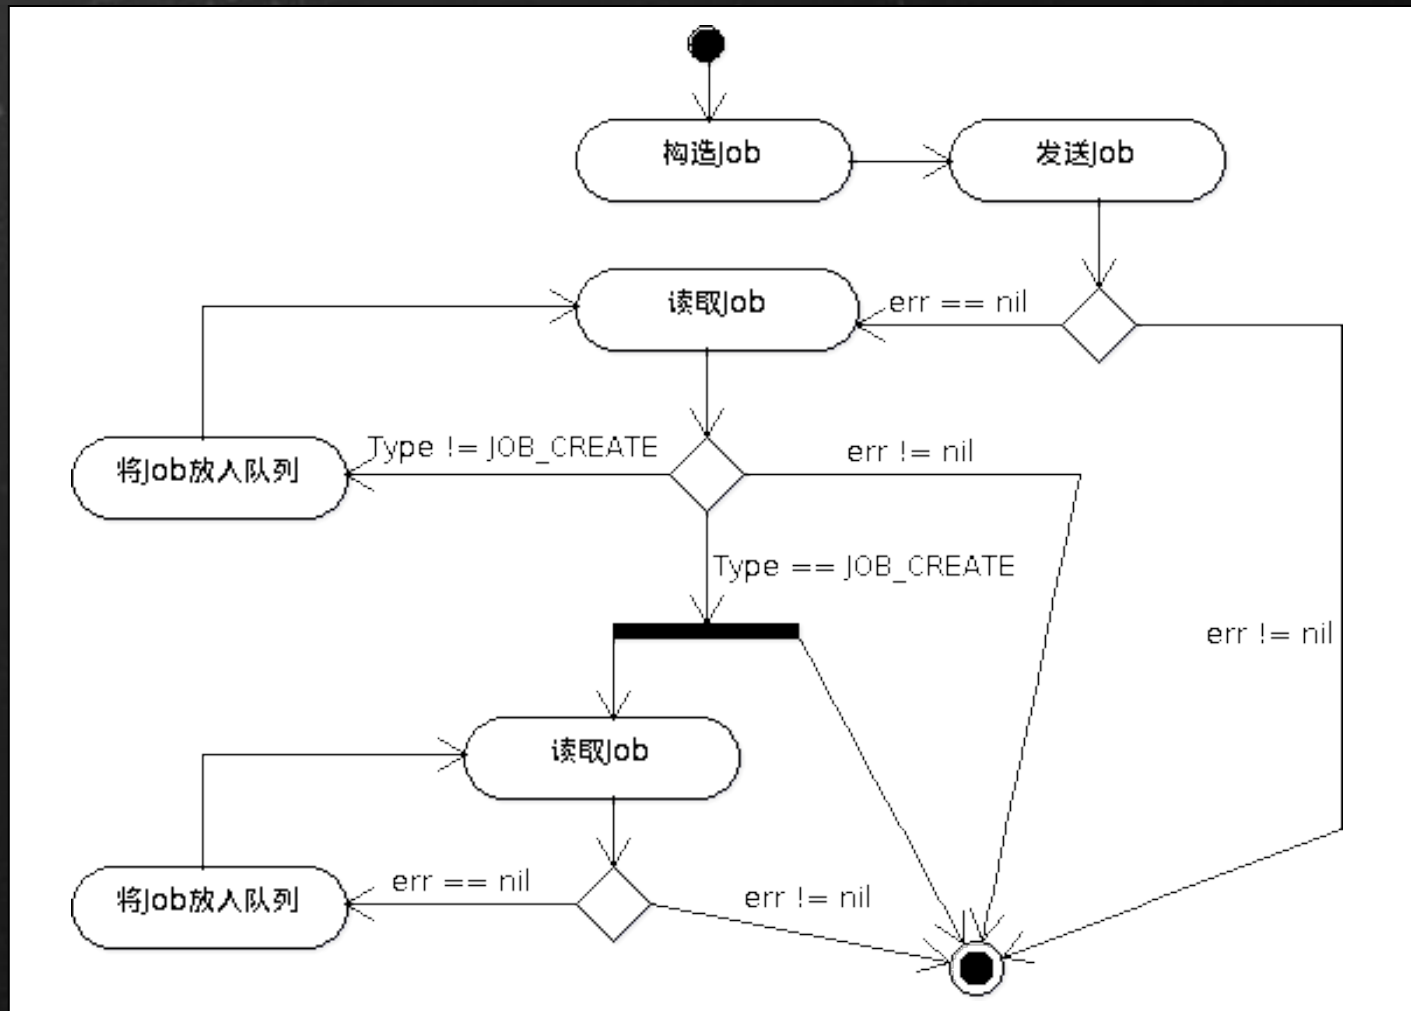 构造Job
发送Job
读取Job
err == nil
将Job放入队列
Type != JOB_CREATE
err != nil
Type == JOB_CREATE
err != nil
读取Job
将Job放入队列
err == nil
err != nil